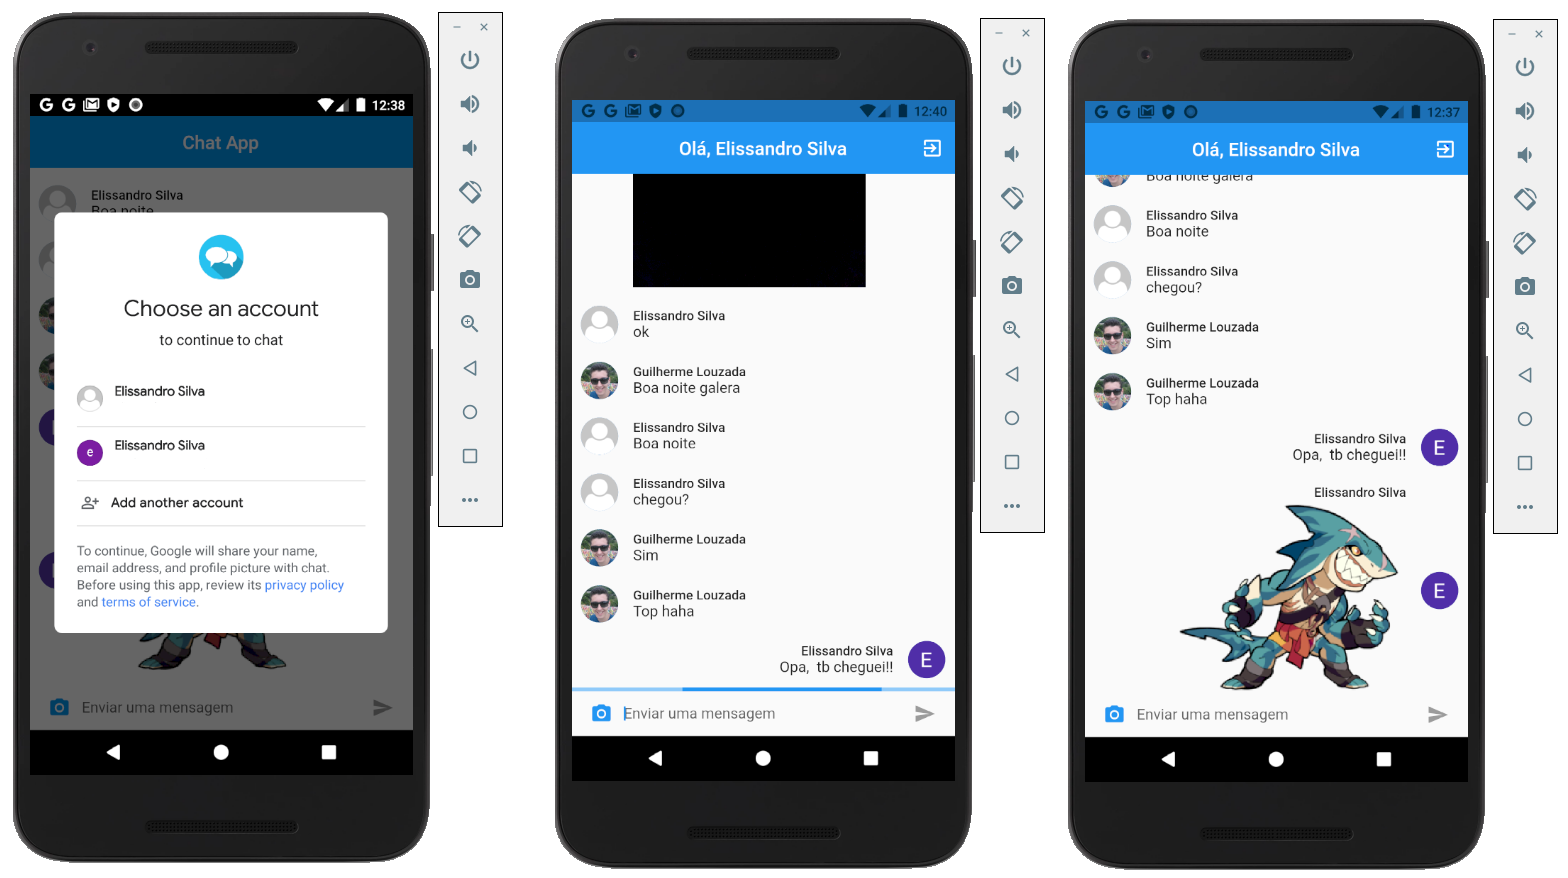 12:38
Chat App
Elissandro Silva
Boa noite
Choose an account
to continue to chat
Elissandro Silva
e
Elissandro Silva
Add another account
To continue, Google will share your name,
email address, and profile picture with chat.
Before using this app, review its privacy policy
and terms of service.
Enviar uma mensagem
12:40
Olá, Elissandro Silva
Elissandro Silva
ok
Guilherme Louzada
Boa noite galera
Elissandro Silva
Boa noite
Elissandro Silva
chegou?
Guilherme Louzada
Sim
Guilherme Louzada
Top haha
Elissandro Silva
Opa, tb cheguei!!
E
Enviar uma mensagem
12:37
Olá, Elissandro Silva
Boa noite galera
Elissandro Silva
Boa noite
Elissandro Silva
chegou?
Guilherme Louzada
Sim
Guilherme Louzada
Top haha
Elissandro Silva
Opa, tb cheguei!!
E
Elissandro Silva
E
Enviar uma mensagem